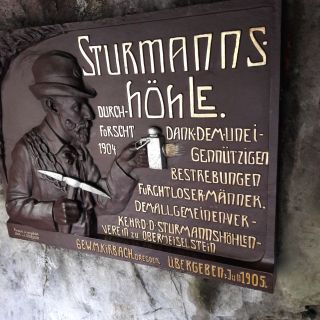 STURMANNS-
HÖHLE.
DURCH-
FORSCHT
1904
DANK·DEM·UNEI-
GENNÜTZIGEN
BESTREBUNGEN
FURCHTLOSER MÄNNER.
DEM ALLGEMEINEN VER-
KEHR D·D·STURMANNSHÖHLEN-
VEREIN ZU OBERMEISELSTEIN
GEW.M.KIRBACH.DRESDEN. ÜBERGEBEN: JULI 1905.